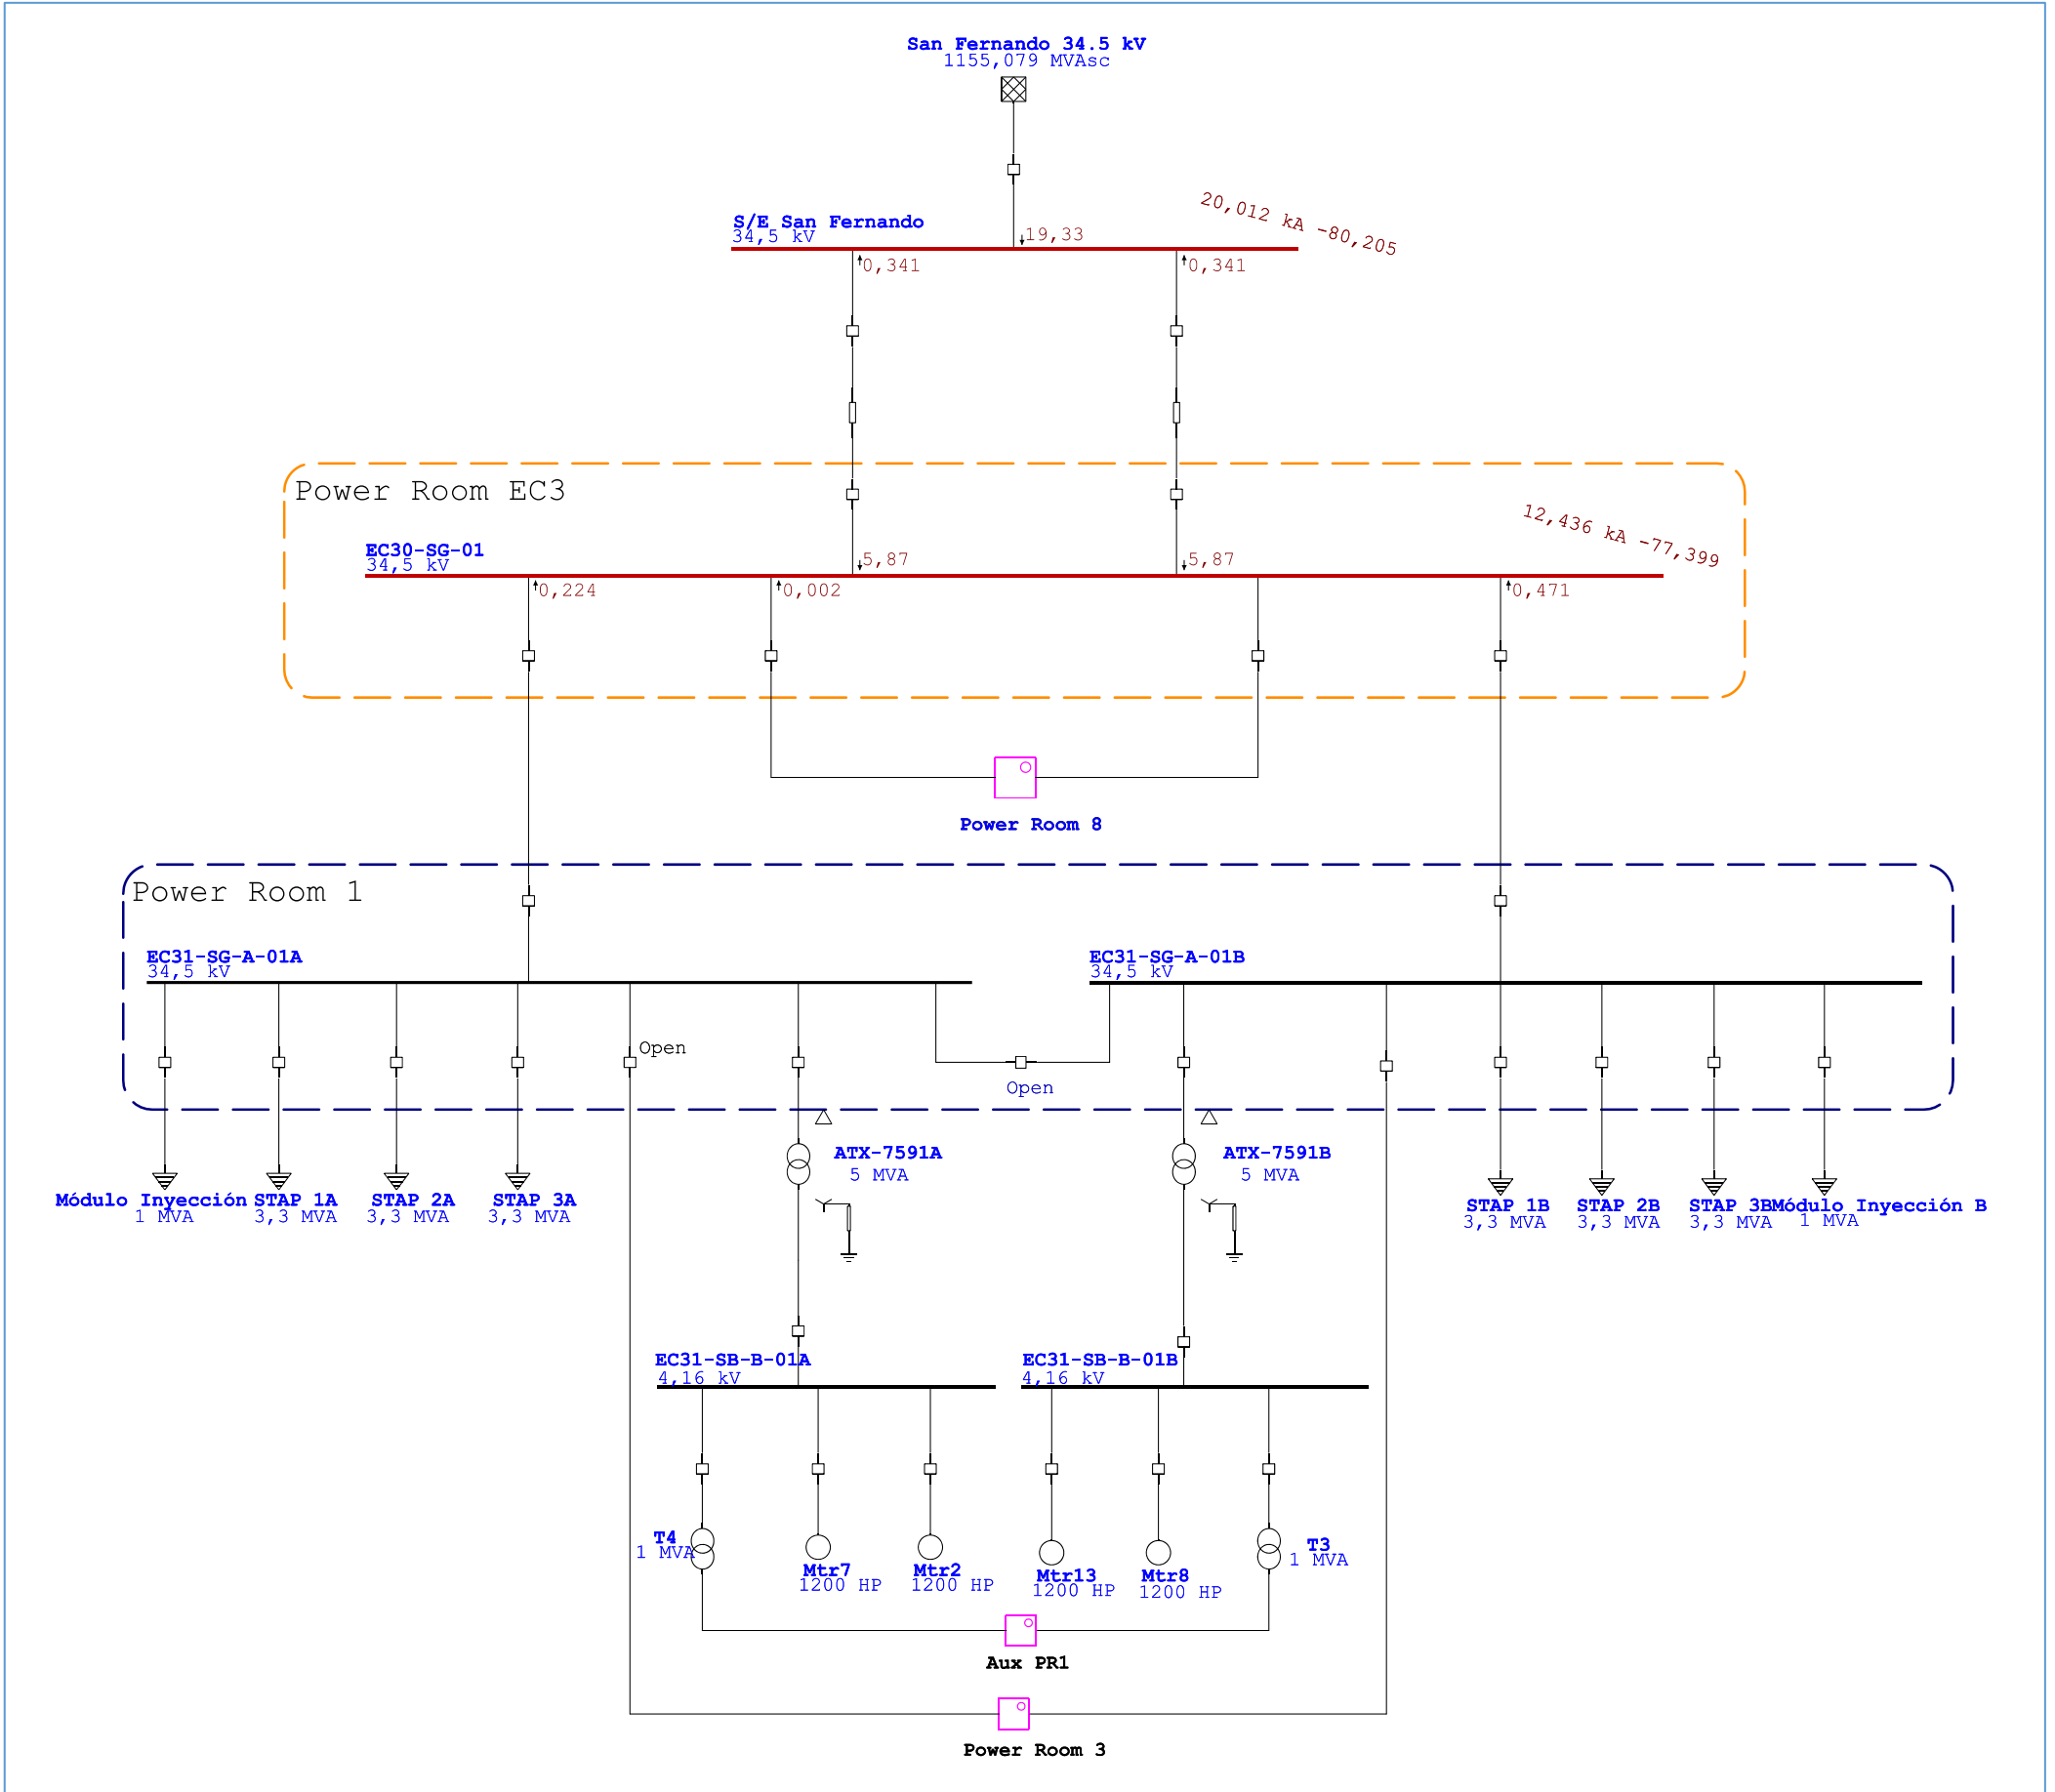 San Fernando 34.5 kV
1155,079 MVAsc
S/E San Fernando
34,5 kV
19,33
20,012 kA -80,205
0,341
0,341
Power Room EC3
EC30-SG-01
34,5 kV
5,87
5,87
12,436 kA -77,399
0,224
0,002
0,471
Power Room 8
Power Room 1
EC31-SG-A-01A
34,5 kV
EC31-SG-A-01B
34,5 kV
Open
Open
ATX-7591A
5 MVA
ATX-7591B
5 MVA
Módulo Inyección
1 MVA
STAP 1A
3,3 MVA
STAP 2A
3,3 MVA
STAP 3A
3,3 MVA
STAP 1B
3,3 MVA
STAP 2B
3,3 MVA
STAP 3B
3,3 MVA
Módulo Inyección B
1 MVA
EC31-SB-B-01A
4,16 kV
EC31-SB-B-01B
4,16 kV
T4
1 MVA
Mtr7
1200 HP
Mtr2
1200 HP
Mtr13
1200 HP
Mtr8
1200 HP
T3
1 MVA
Aux PR1
Power Room 3